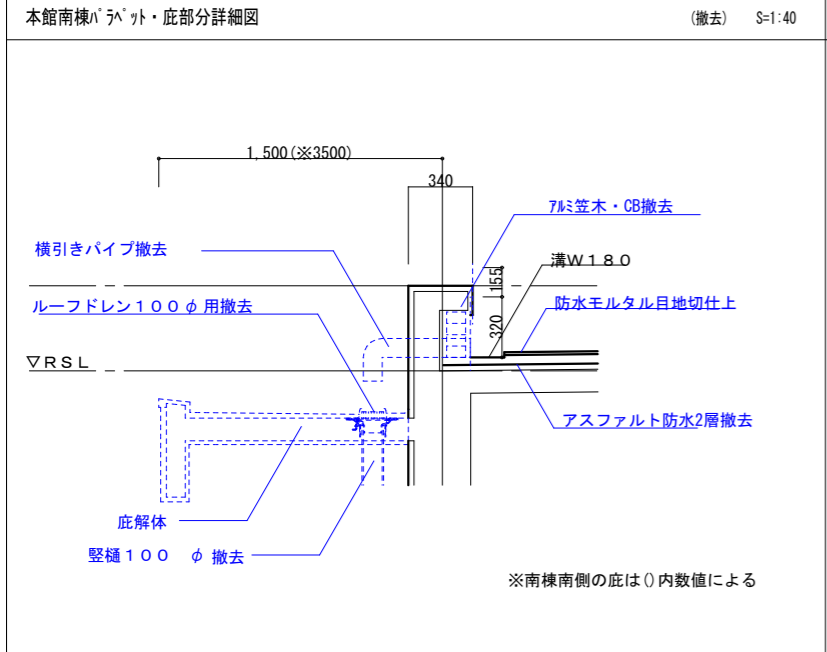 本館南棟ﾊﾟﾗﾍﾟｯﾄ・庇部分詳細図
(撤去) S=1:40
1,500(※3500)
340
ｱﾙﾐ笠木・CB撤去
横引きパイプ撤去
溝W180
155
ルーフドレン100φ用撤去
防水モルタル目地切仕上
320
▽RSL
アスファルト防水2層撤去
庇解体
竪樋100 φ 撤去
※南棟南側の庇は()内数値による